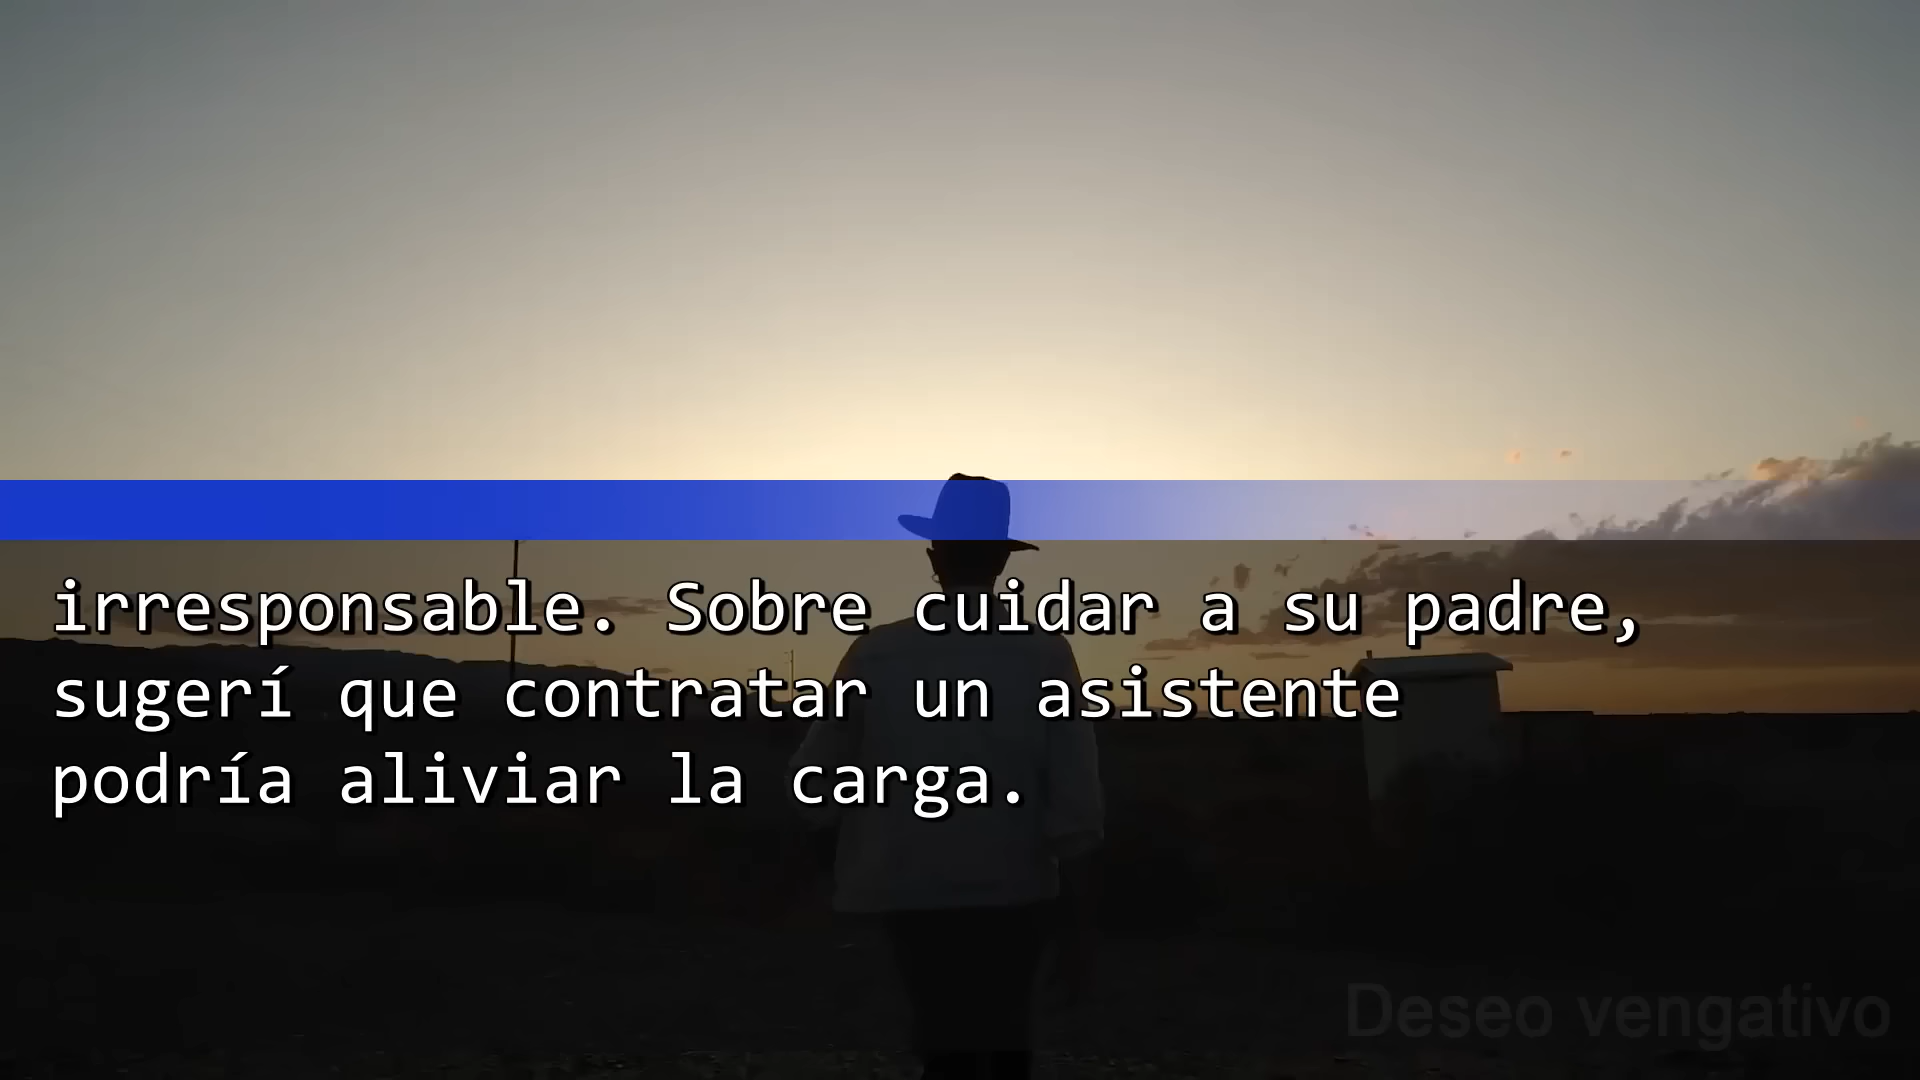 irresponsable. Sobre cuidar a su padre,
sugerí que contratar un asistente
podría aliviar la carga.
Deseo vengativo